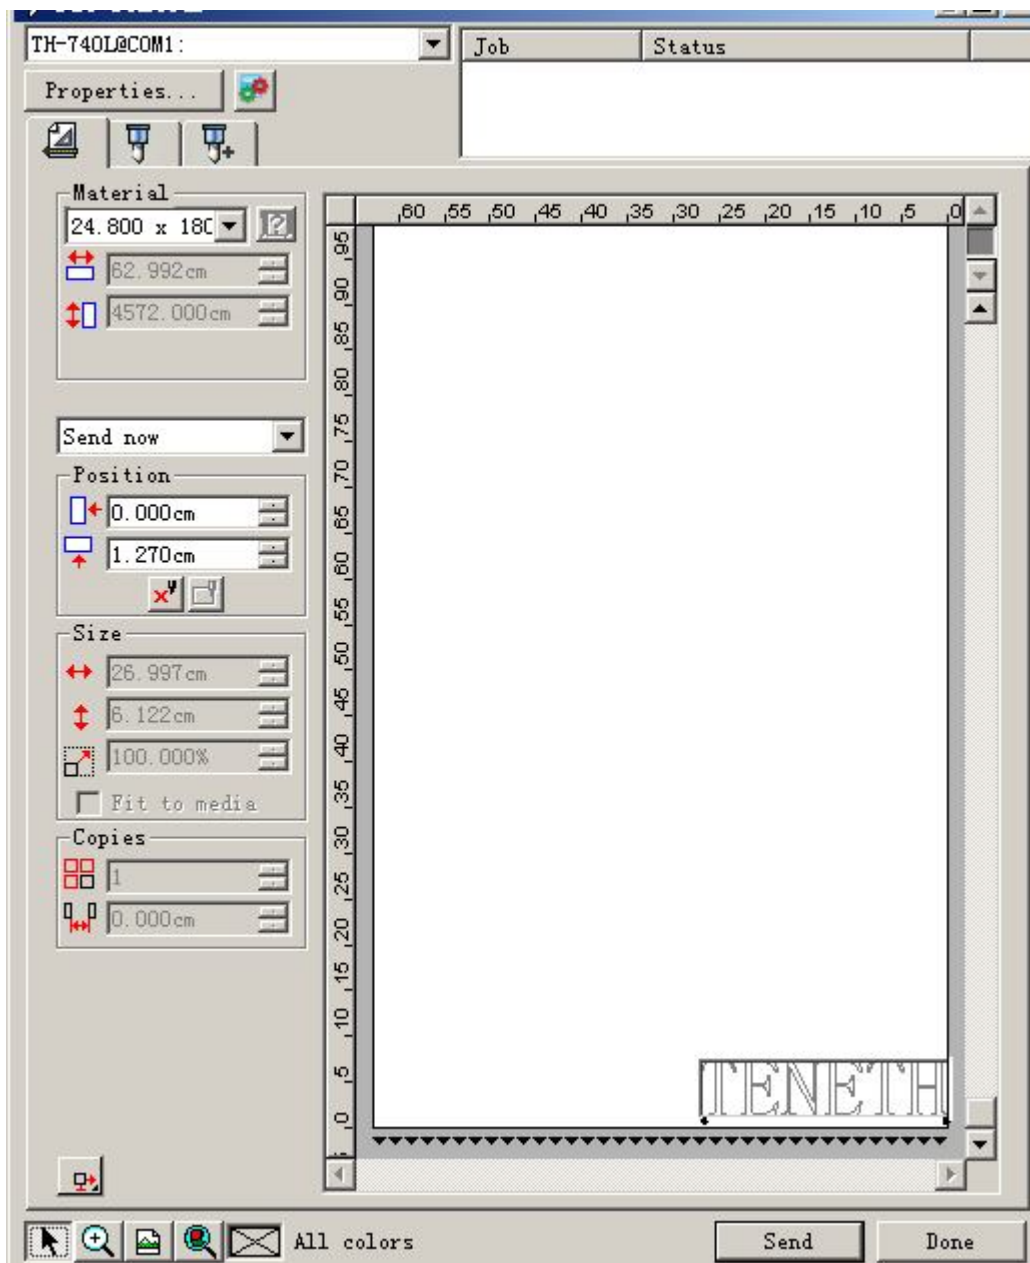 TH-740L@COM1:
Job
Status
Properties...
Material
24.800 x 180
62.992cm
4572.000cm
Send now
Position
0.000cm
1.270cm
Size
26.997cm
6.122cm
100.000%
Fit to media
Copies
1
0.000cm
60 55 50 45 40 35 30 25 20 15 10 5 0
95
90
85
80
75
70
65
60
55
50
45
40
35
30
25
20
15
10
5
0
TENETH
All colors
Send
Done